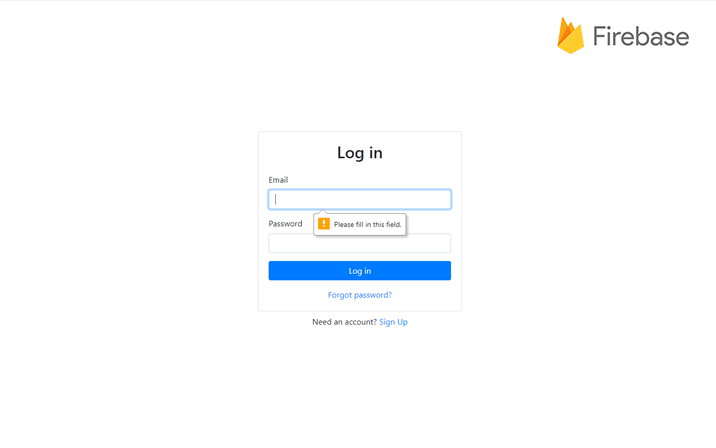 Firebase
Log in
Email
Please fill in this field.
Password
Log in
Forgot password?
Need an account? Sign Up